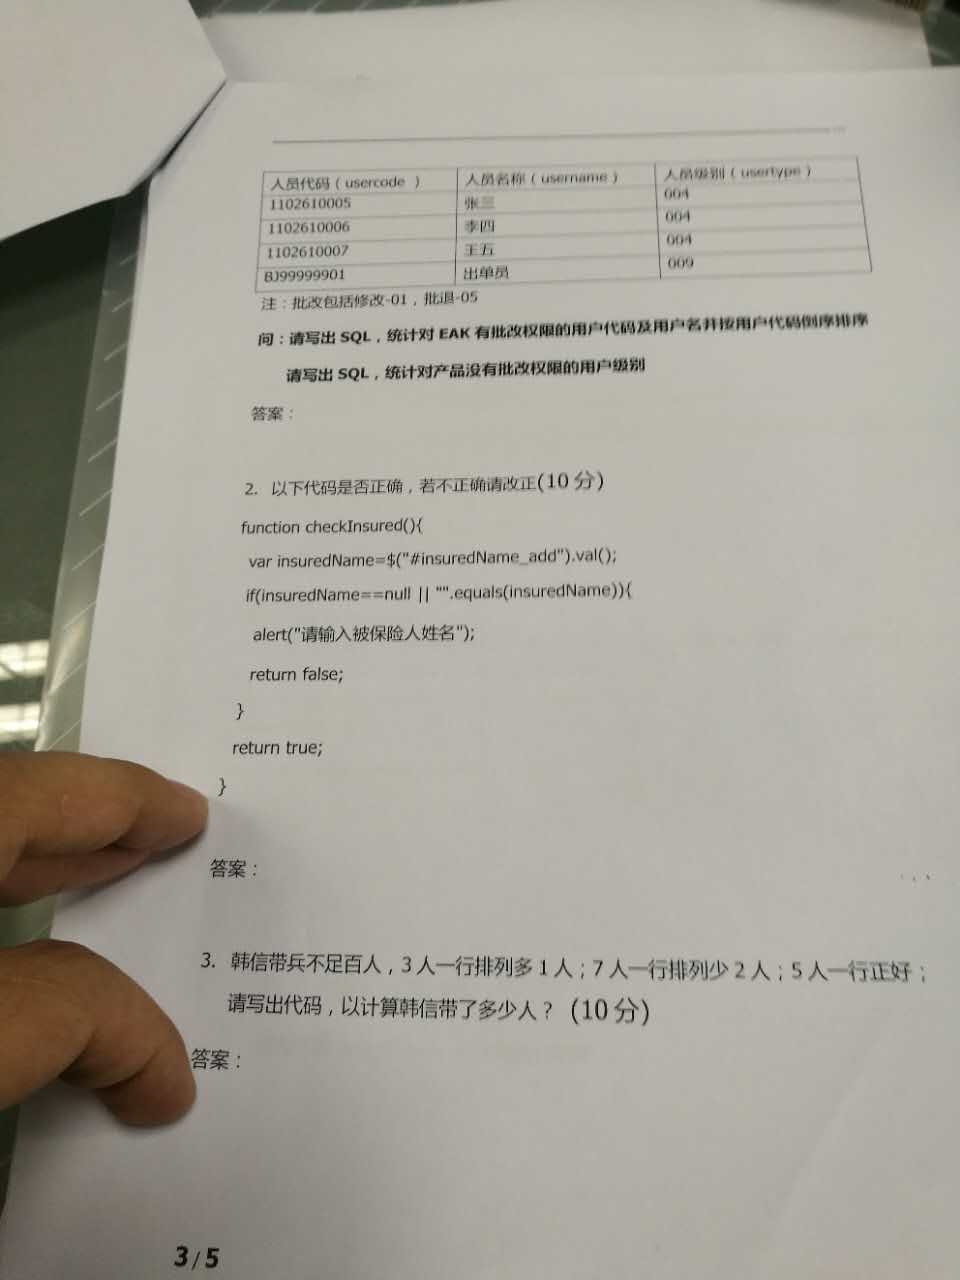 人员代码（usercode ） 人员名称（username） 人员级别（usertype）
1102610005 张三 004
1102610006 李四 004
1102610007 王五 004
BJ99999901 出单员 009
注：批改包括修改-01，批退-05
问：请写出 SQL，统计对 EAK 有批改权限的用户代码及用户名并按用户代码倒序排序
请写出 SQL，统计对产品没有批改权限的用户级别
答案：
2. 以下代码是否正确，若不正确请改正(10 分)
function checkInsured(){
var insuredName=$("#insuredName_add").val();
if(insuredName==null || "".equals(insuredName)){
alert("请输入被保险人姓名");
return false;
}
return true;
}
答案：
3. 韩信带兵不足百人，3 人一行排列多 1 人；7 人一行排列少 2 人；5 人一行正好；
请写出代码，以计算韩信带了多少人？ (10 分)
答案：
3 / 5